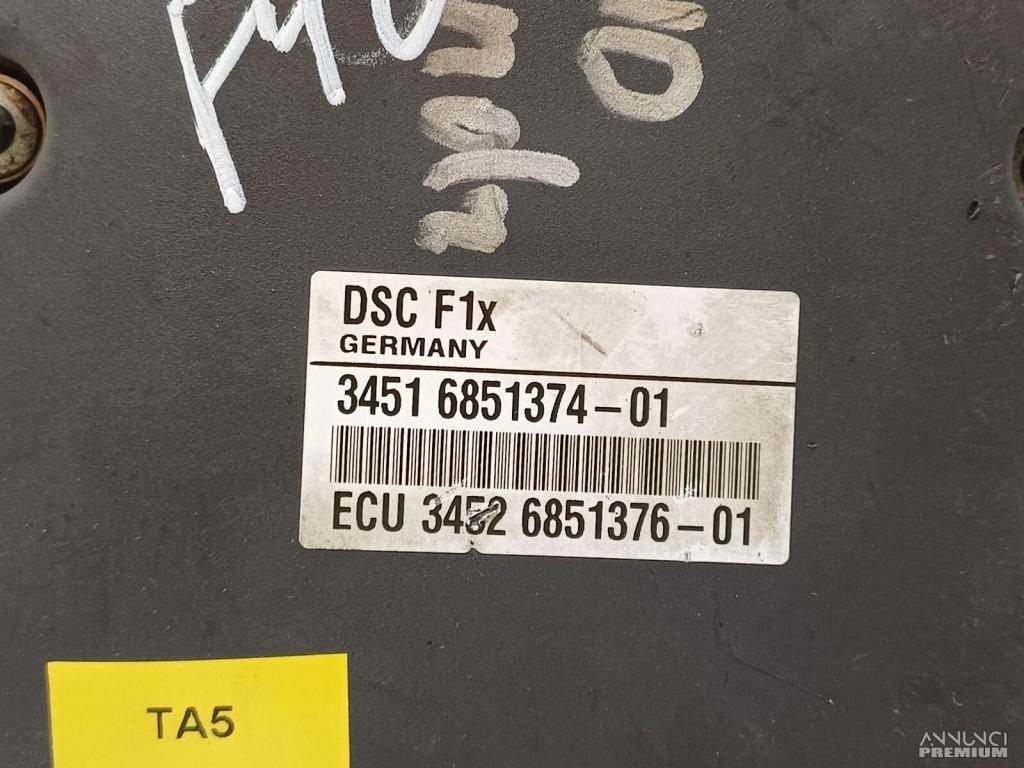 DSC F1x
GERMANY
3451 6851374-01
ECU 3452 6851376-01
TA5
ANNUNCI
PREMIUM